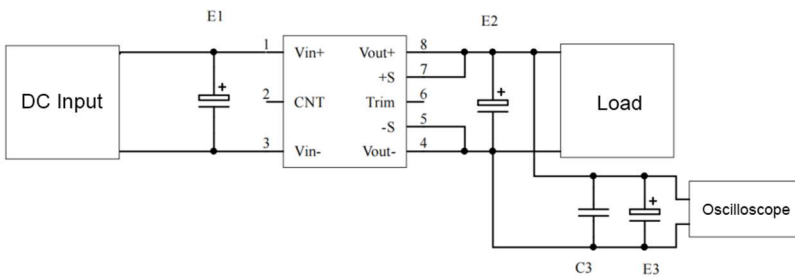 E1
E2
DC Input
1
Vin+
Vout+
8
+S
7
2
CNT
Trim
6
-S
5
3
Vin-
Vout-
4
Load
+
+
+
Oscilloscope
C3
E3